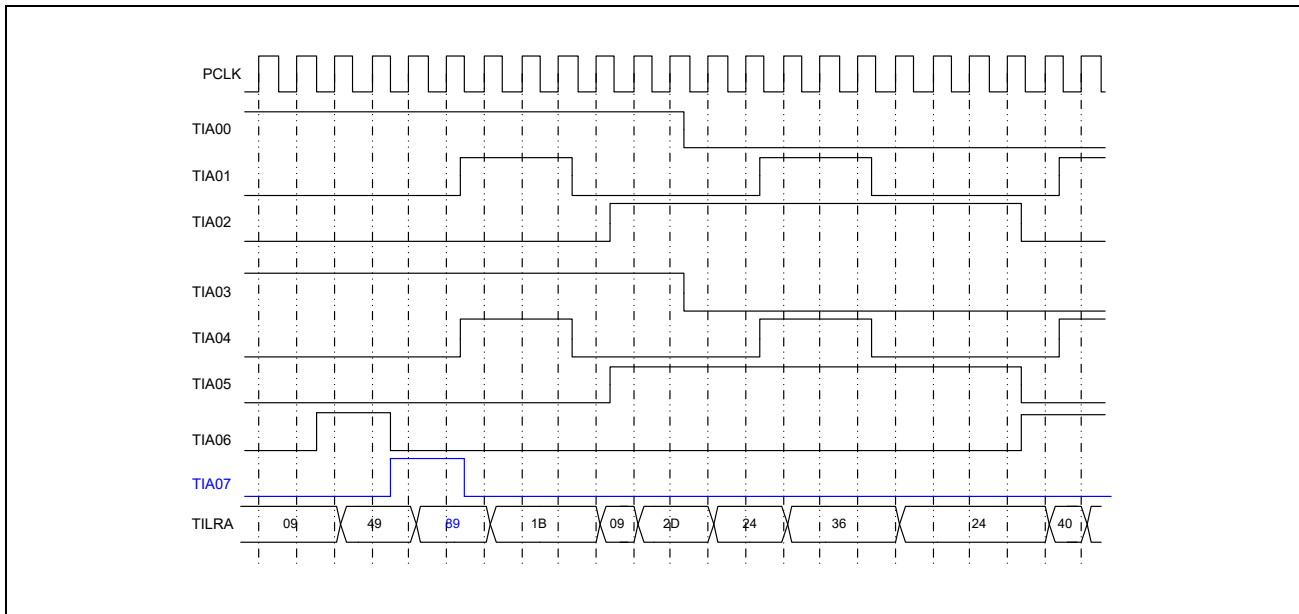 PCLK
TIA00
TIA01
TIA02
TIA03
TIA04
TIA05
TIA06
TIA07
TILRA 09 49 89 1B 09 2D 24 36 24 40